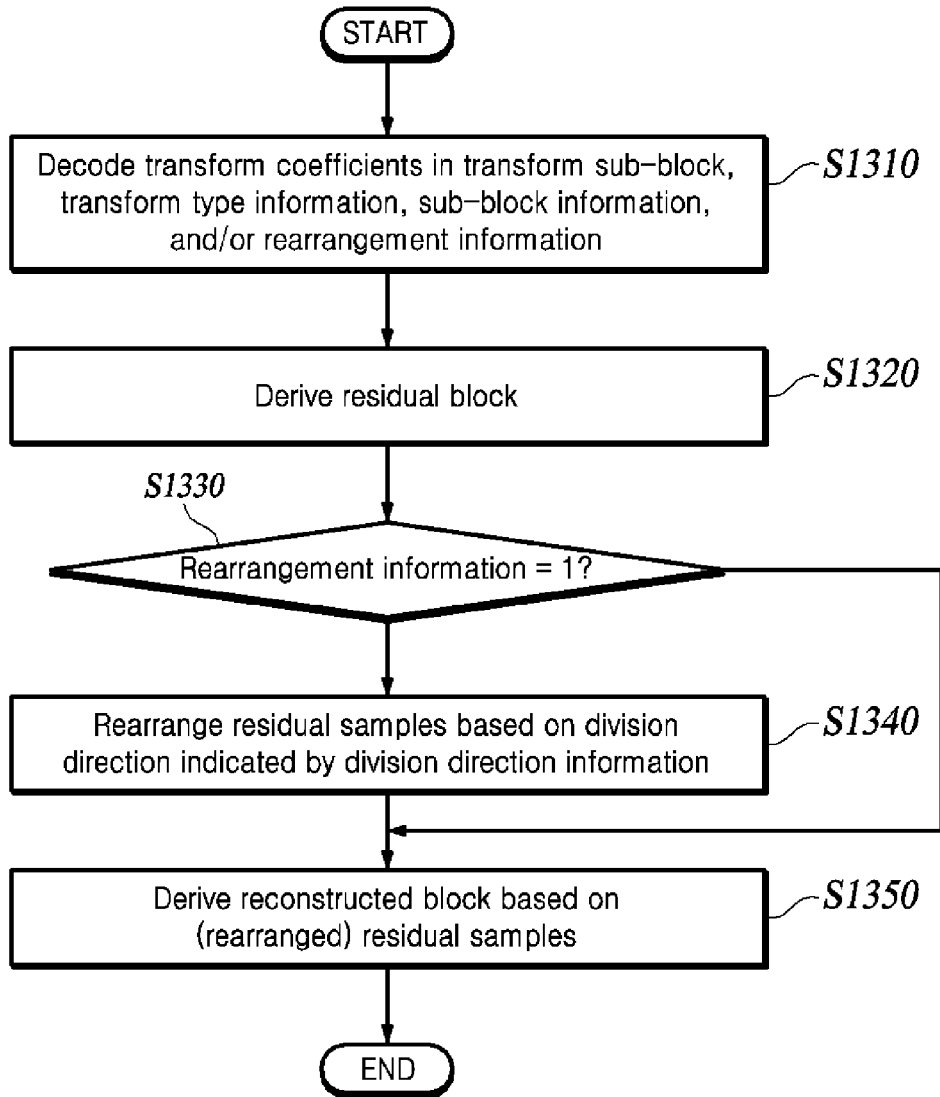 START
Decode transform coefficients in transform sub-block,
transform type information, sub-block information,
and/or rearrangement information
S1310
Derive residual block
S1320
S1330
Rearrangement information = 1?
Rearrange residual samples based on division
direction indicated by division direction information
S1340
Derive reconstructed block based on
(rearranged) residual samples
S1350
END